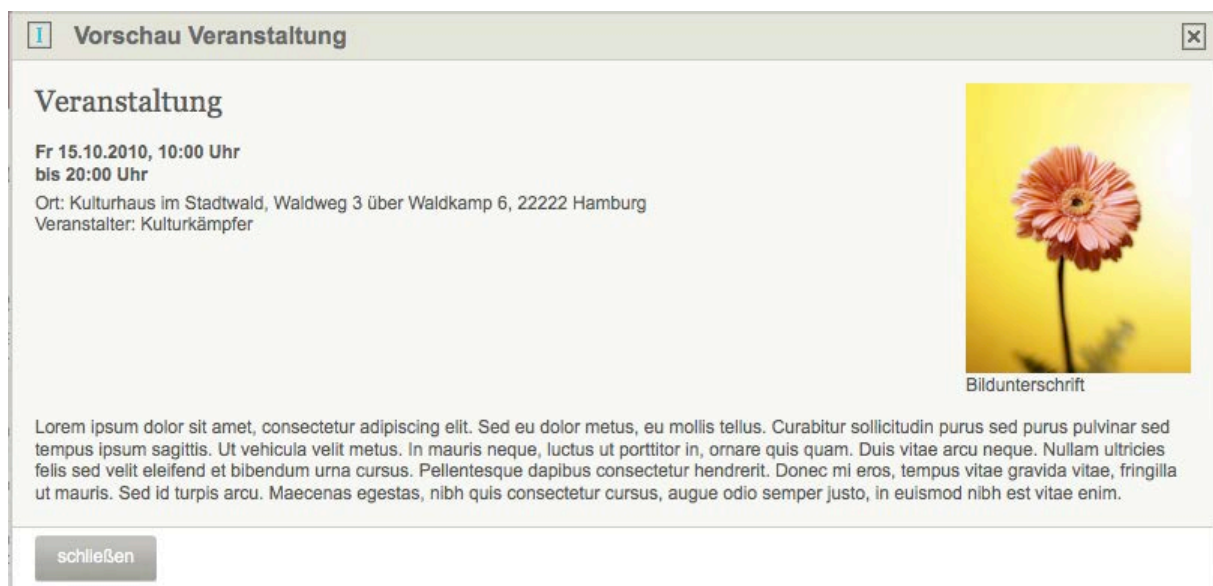 I Vorschau Veranstaltung
Veranstaltung
Fr 15.10.2010, 10:00 Uhr
bis 20:00 Uhr
Ort: Kulturhaus im Stadtwald, Waldweg 3 über Waldkamp 6, 22222 Hamburg
Veranstalter: Kulturkämpfer
Bildunterschrift
Lorem ipsum dolor sit amet, consectetur adipiscing elit. Sed eu dolor metus, eu mollis tellus. Curabitur sollicitudin purus sed purus pulvinar sed
tempus ipsum sagittis. Ut vehicula velit metus. In mauris neque, luctus ut porttitor in, ornare quis quam. Duis vitae arcu neque. Nullam ultricies
felis sed velit eleifend et bibendum urna cursus. Pellentesque dapibus consectetur hendrerit. Donec mi eros, tempus vitae gravida vitae, fringilla
ut mauris. Sed id turpis arcu. Maecenas egestas, nibh quis consectetur cursus, augue odio semper justo, in euismod nibh est vitae enim.
schließen